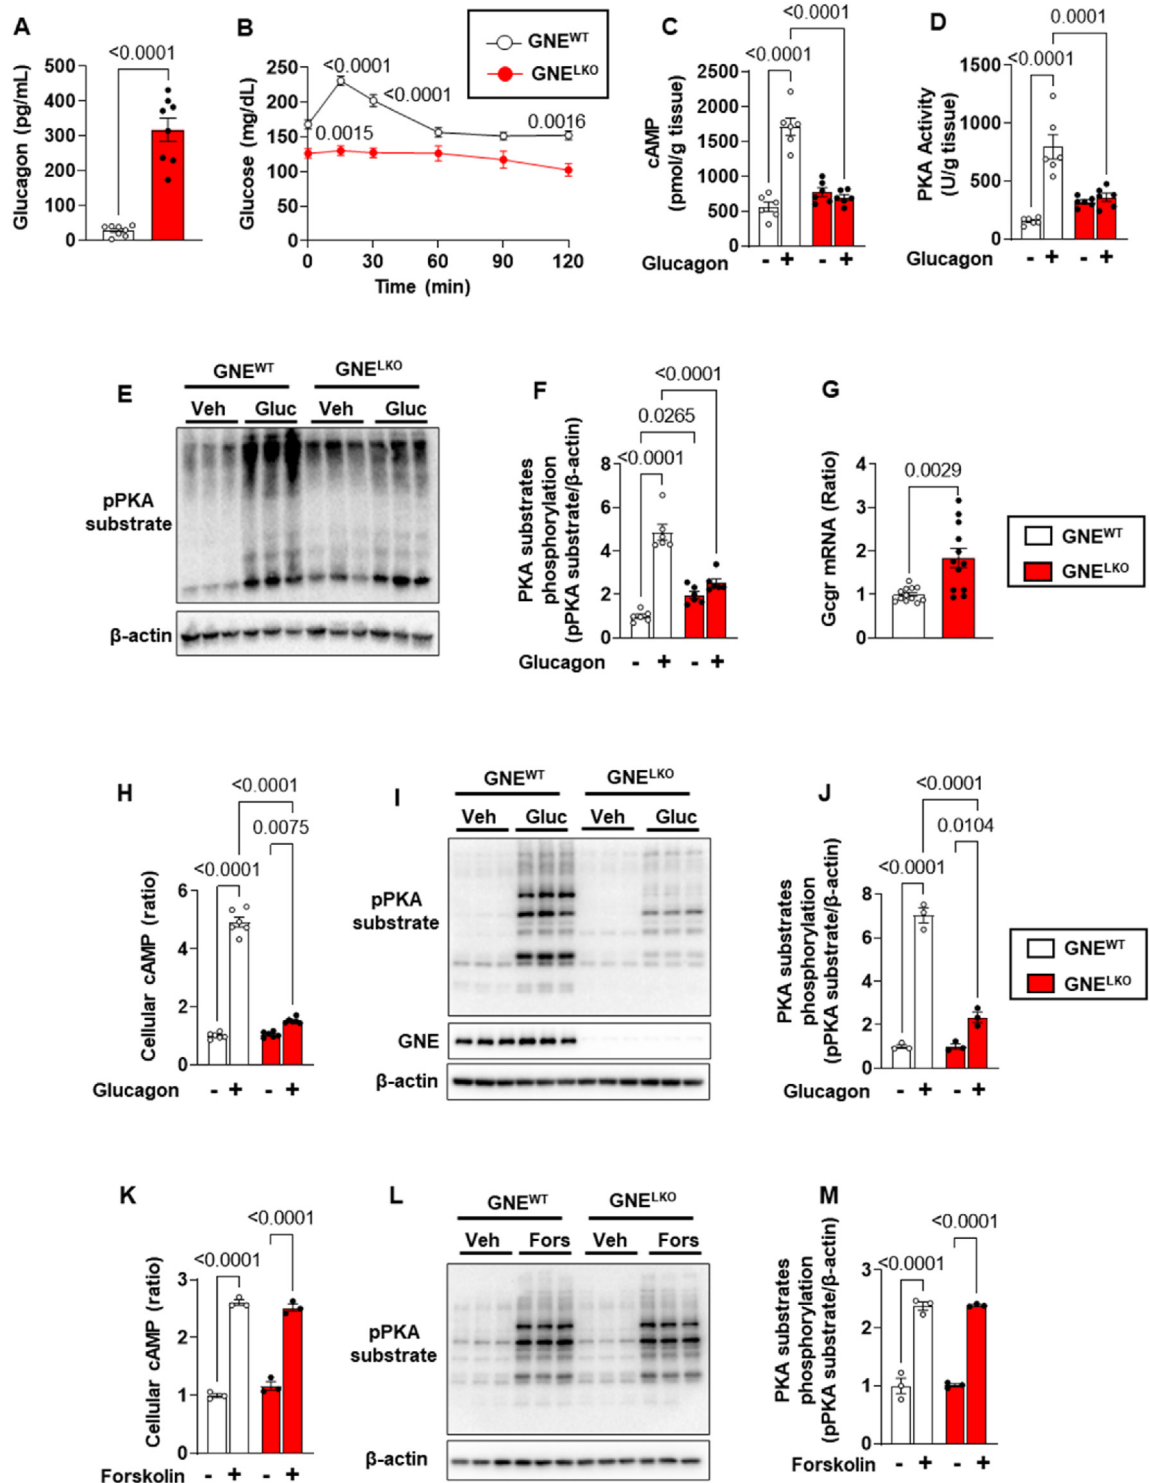 A
<0.0001
Glucagon (pg/mL)
500
400
300
200
100
0
B
GNEWT
GNELKO
Glucose (mg/dL)
250
200
150
100
50
0
<0.0001
<0.0001
0.0015
0.0016
0 30 60 90 120
Time (min)
C
<0.0001
<0.0001
cAMP
(pmol/g tissue)
2500
2000
1500
1000
500
0
Glucagon - + - +
D
0.0001
<0.0001
PKA Activity
(U/g tissue)
1500
1000
500
0
Glucagon - + - +
E
GNEWT GNELKO
Veh Gluc Veh Gluc
pPKA
substrate
β-actin
F
<0.0001
0.0265
<0.0001
PKA substrates
phosphorylation
(pPKA substrate/β-actin)
8
6
4
2
0
Glucagon - + - +
G
0.0029
Gcgr mRNA (Ratio)
4
3
2
1
0
GNEWT
GNELKO
H
<0.0001
0.0075
<0.0001
Cellular cAMP (ratio)
6
4
2
0
Glucagon - + - +
I
GNEWT GNELKO
Veh Gluc Veh Gluc
pPKA
substrate
GNE
β-actin
J
<0.0001
0.0104
<0.0001
PKA substrates
phosphorylation
(pPKA substrate/β-actin)
8
6
4
2
0
Glucagon - + - +
GNEWT
GNELKO
K
<0.0001
<0.0001
Cellular cAMP (ratio)
3
2
1
0
Forskolin - + - +
L
GNEWT GNELKO
Veh Fors Veh Fors
pPKA
substrate
β-actin
M
<0.0001
<0.0001
PKA substrates
phosphorylation
(pPKA substrate/β-actin)
3
2
1
0
Forskolin - + - +